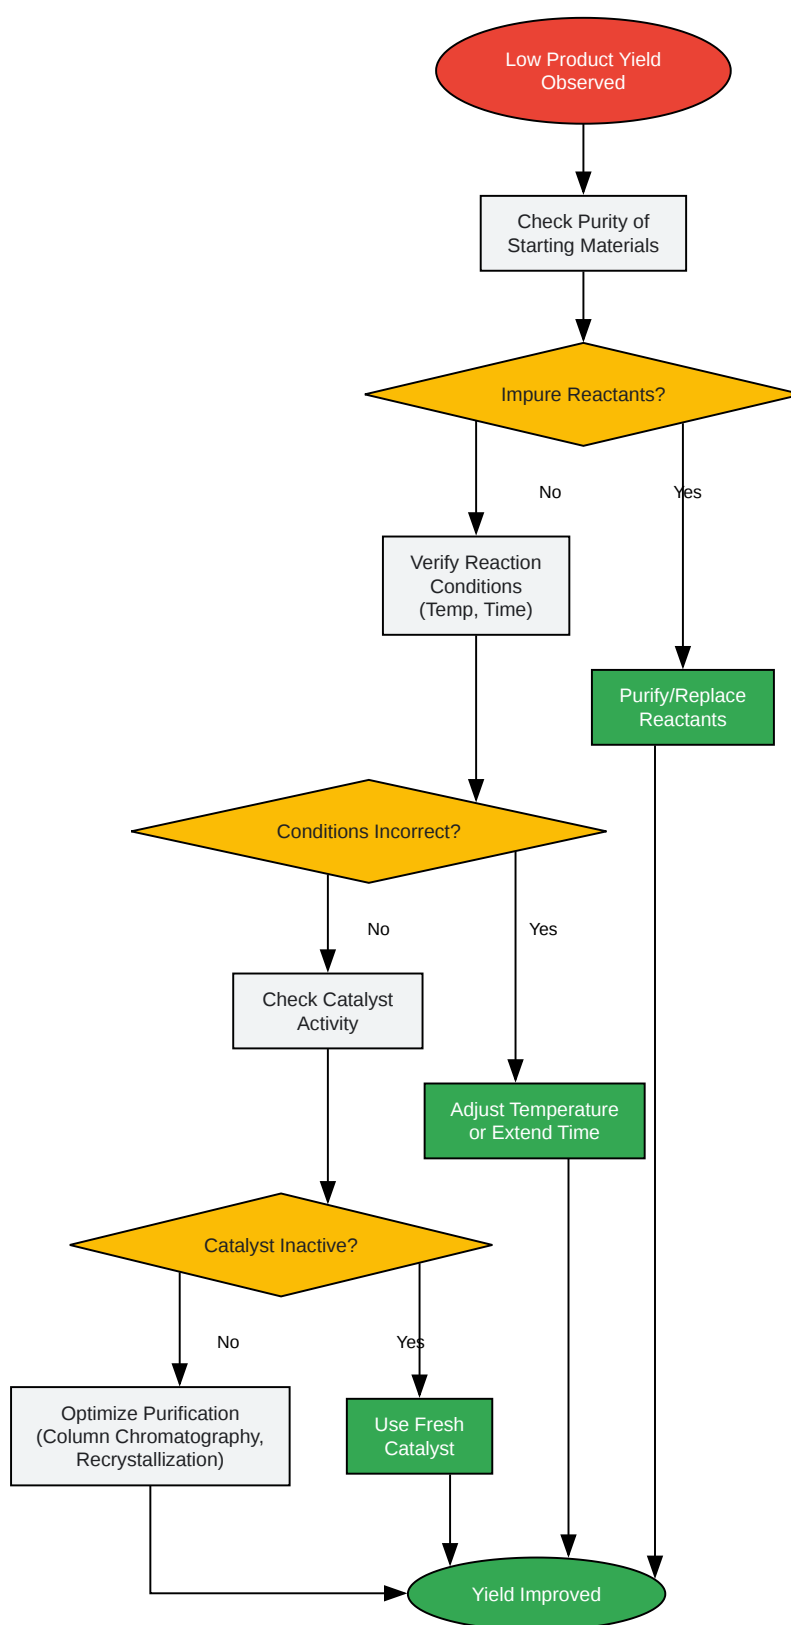 Low Product Yield
Observed
Check Purity of
Starting Materials
Impure Reactants?
No
Yes
Verify Reaction
Conditions
(Temp, Time)
Purify/Replace
Reactants
Conditions Incorrect?
No
Yes
Check Catalyst
Activity
Adjust Temperature
or Extend Time
Catalyst Inactive?
No
Yes
Optimize Purification
(Column Chromatography,
Recrystallization)
Use Fresh
Catalyst
Yield Improved